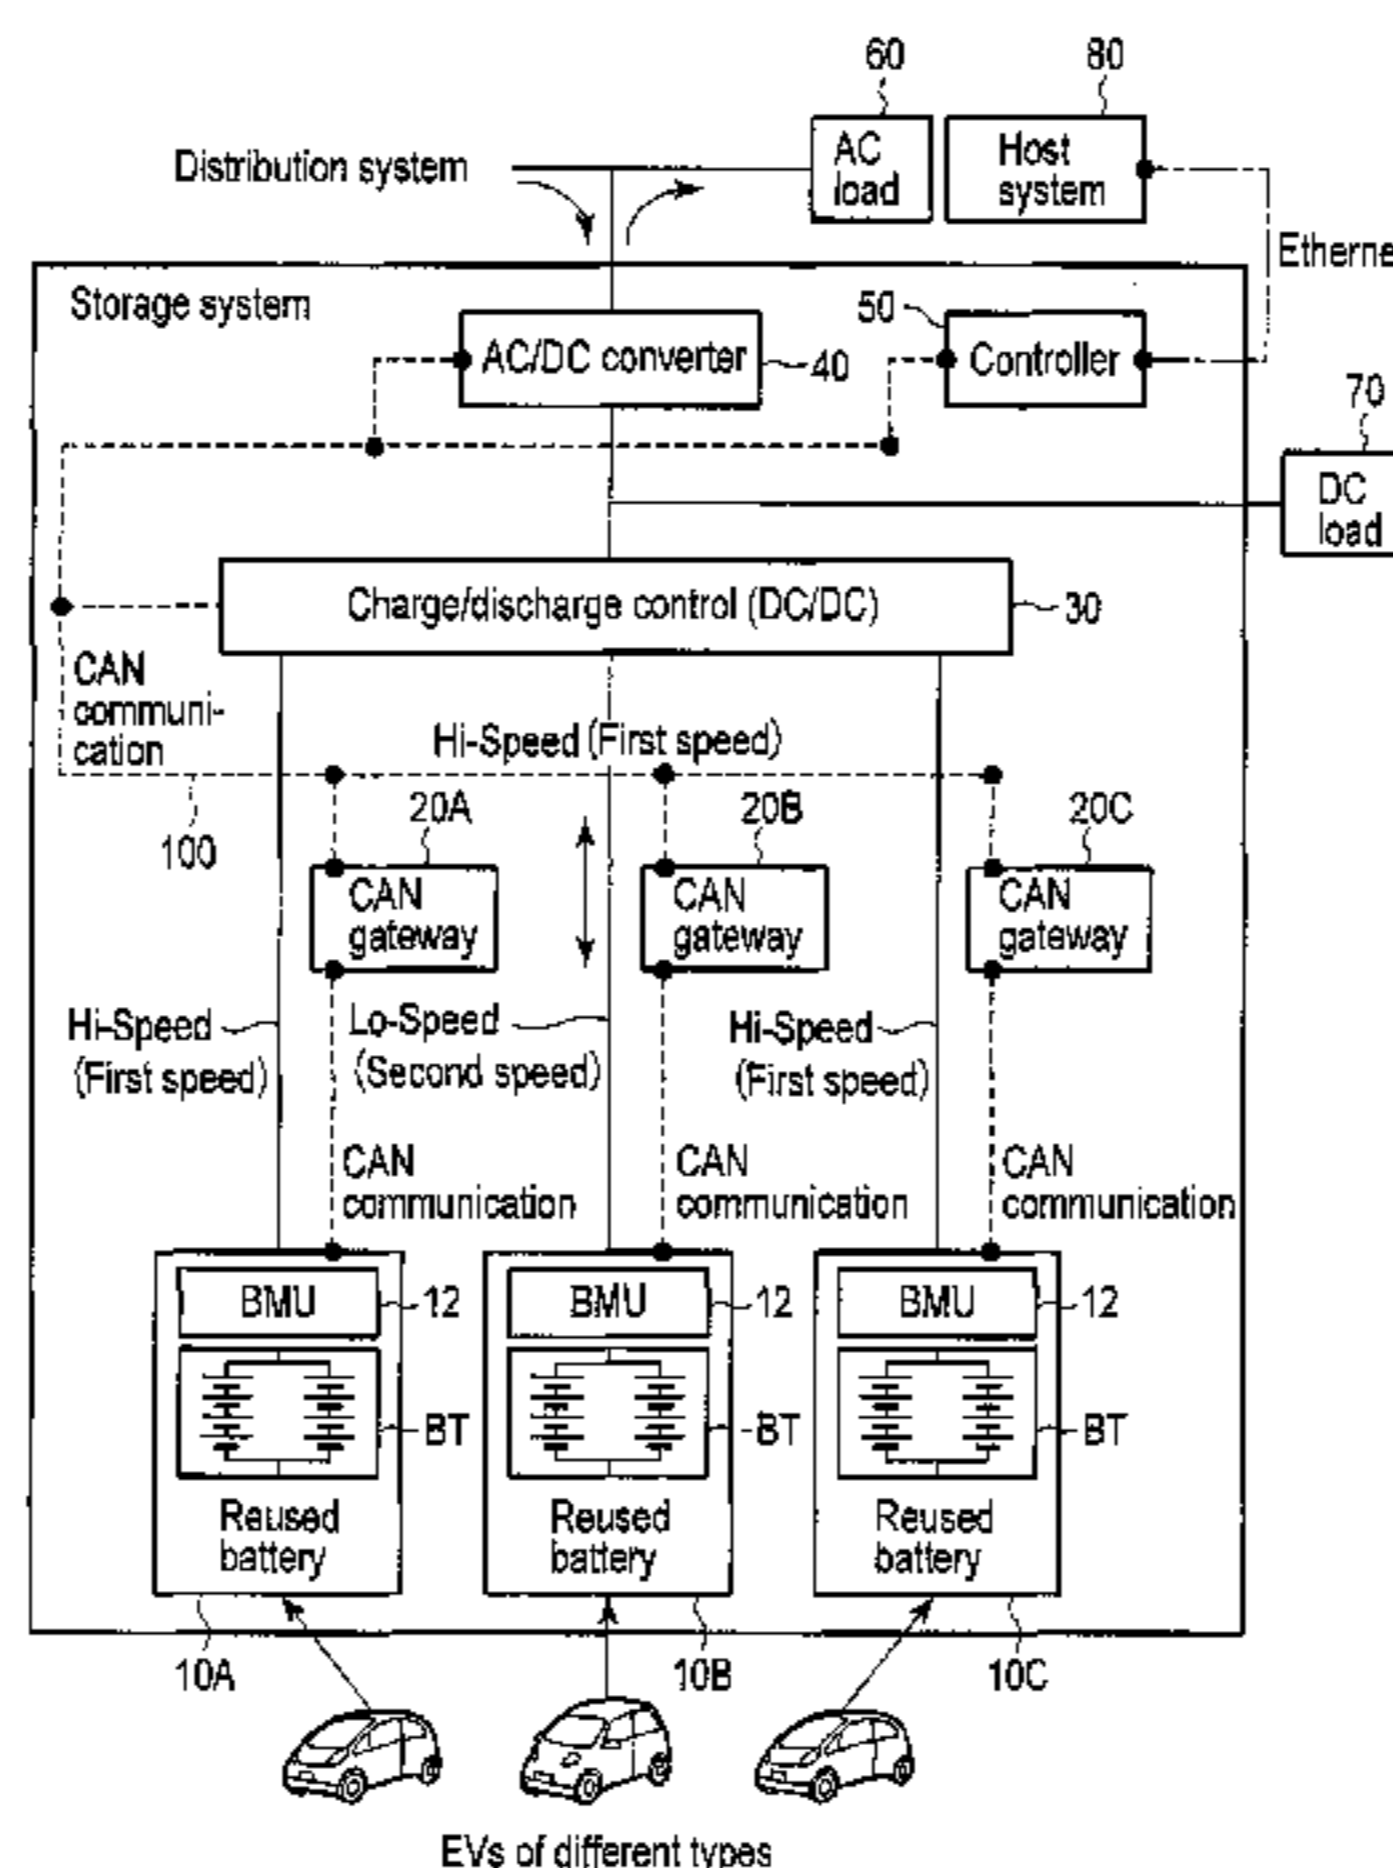 60
80
Distribution system
AC
load
Host
system
Etherne
Storage system
50
AC/DC converter
40
Controller
70
DC
load
Charge/discharge control (DC/DC)
30
CAN
communi-
cation
Hi-Speed (First speed)
100
20A
20B
20C
CAN
gateway
CAN
gateway
CAN
gateway
Hi-Speed
(First speed)
Lo-Speed
(Second speed)
Hi-Speed
(First speed)
CAN
communication
CAN
communication
CAN
communication
BMU
12
BMU
12
BMU
12
BT
BT
BT
Reused
battery
Reused
battery
Reused
battery
10A
10B
10C
EVs of different types